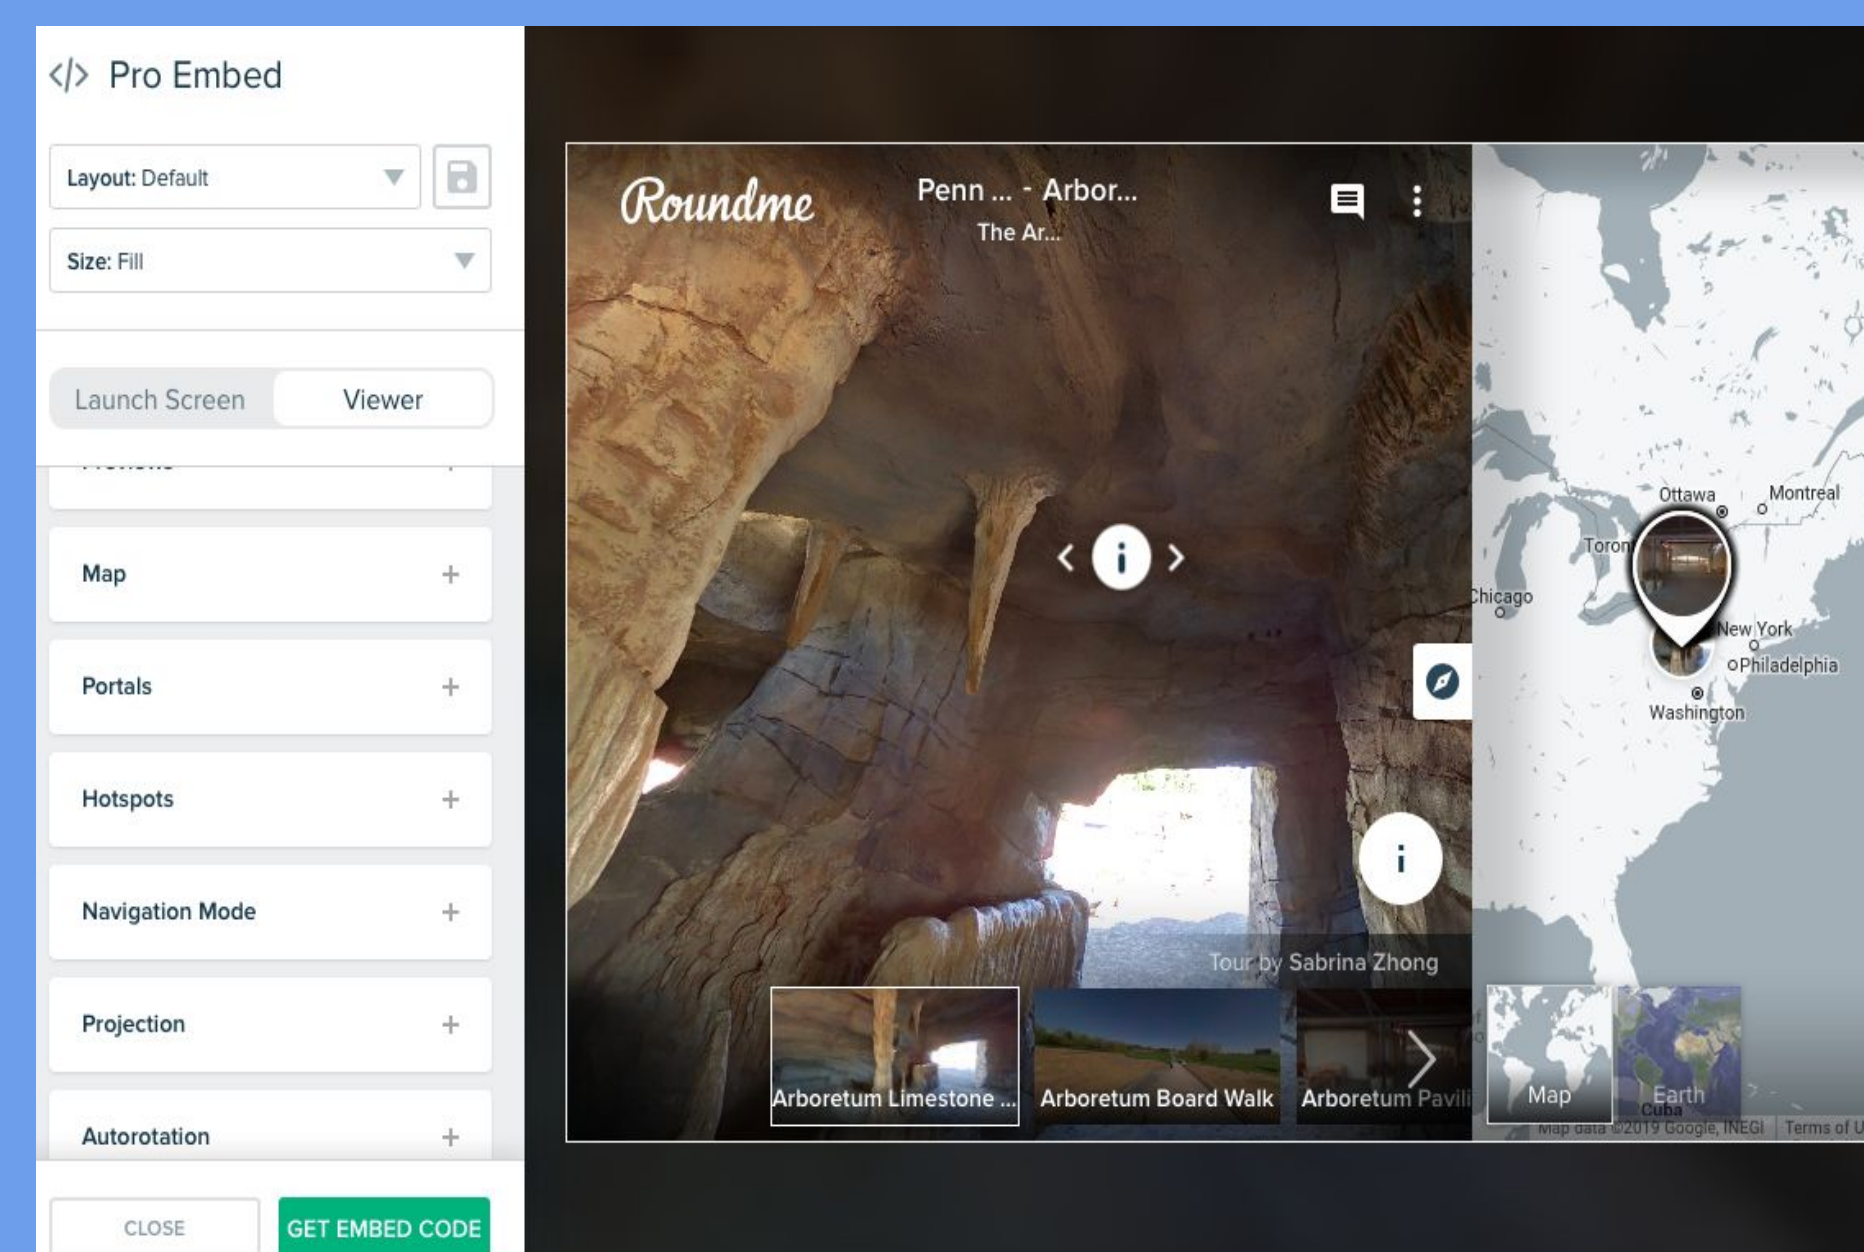 </> Pro Embed
Layout: Default
Size: Fill
Launch Screen
Viewer
Map +
Portals +
Hotspots +
Navigation Mode +
Projection +
Autorotation +
CLOSE
GET EMBED CODE
Roundme
Penn ... - Arbor...
The Ar...
i
i
Tour by Sabrina Zhong
Arboretum Limestone ...
Arboretum Board Walk
Arboretum Pavili
Ottawa
Montreal
Toron
Chicago
New York
Philadelphia
Washington
Map
Earth
Cuba
Map data ©2019 Google, INEGI
Terms of U